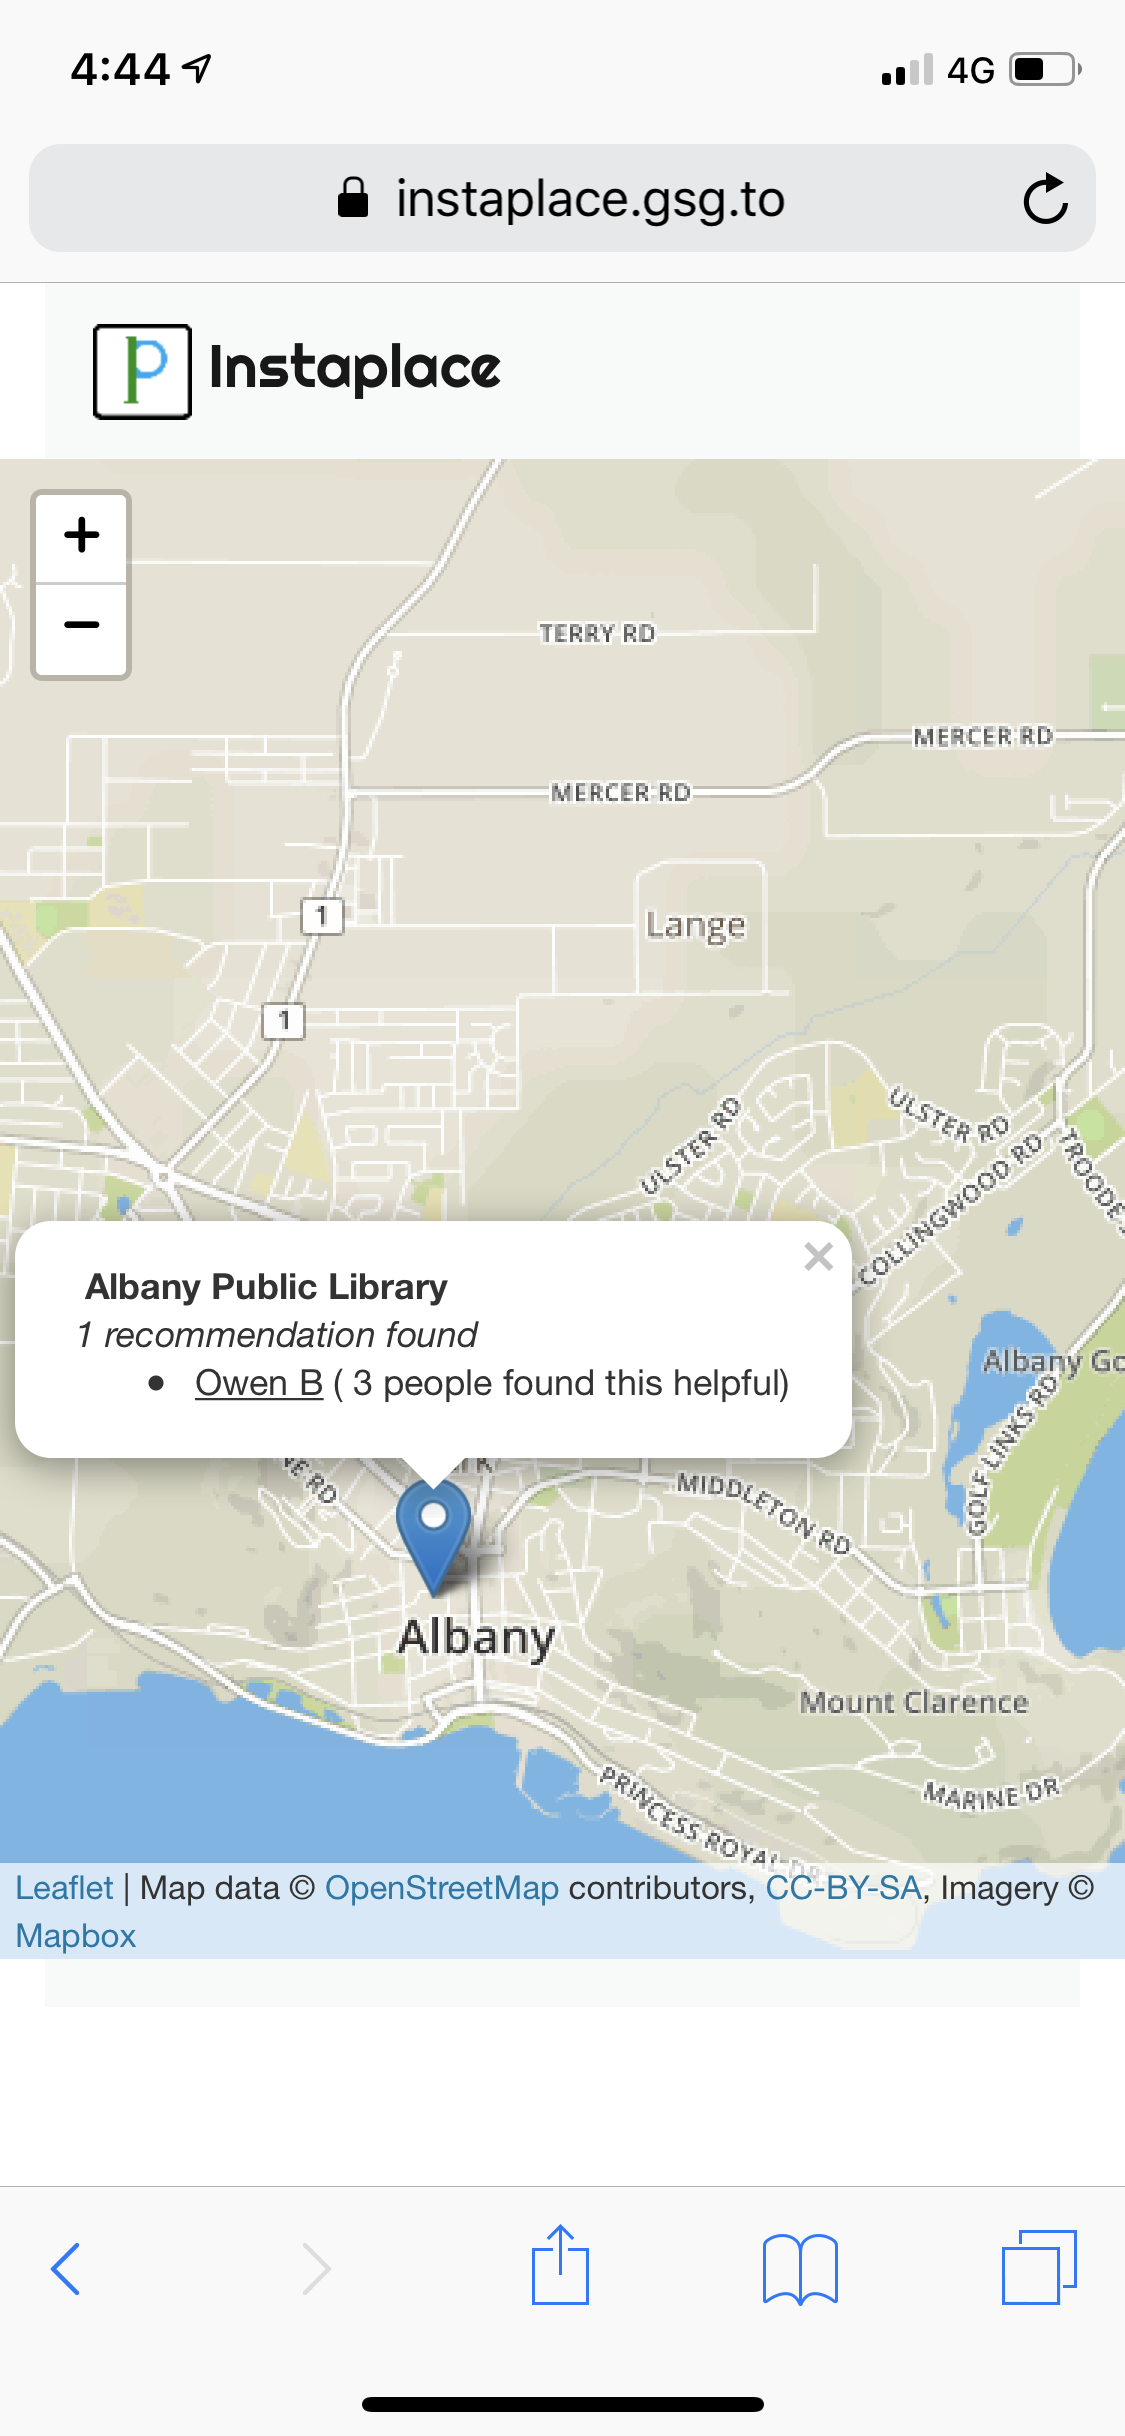 4:44
4G
instaplace.gsg.to
P Instaplace
+
−
TERRY RD
MERCER RD
MERCER RD
1
Lange
1
ULSTER RD
ULSTER RD
COLLINGWOOD RD
TROODE
Albany Public Library
1 recommendation found
• Owen B ( 3 people found this helpful)
Albany Go
GOLF LINKS RD
RD
MIDDLETON RD
Albany
Mount Clarence
MARINE DR
PRINCESS ROYAL DR
Leaflet | Map data © OpenStreetMap contributors, CC-BY-SA, Imagery ©
Mapbox